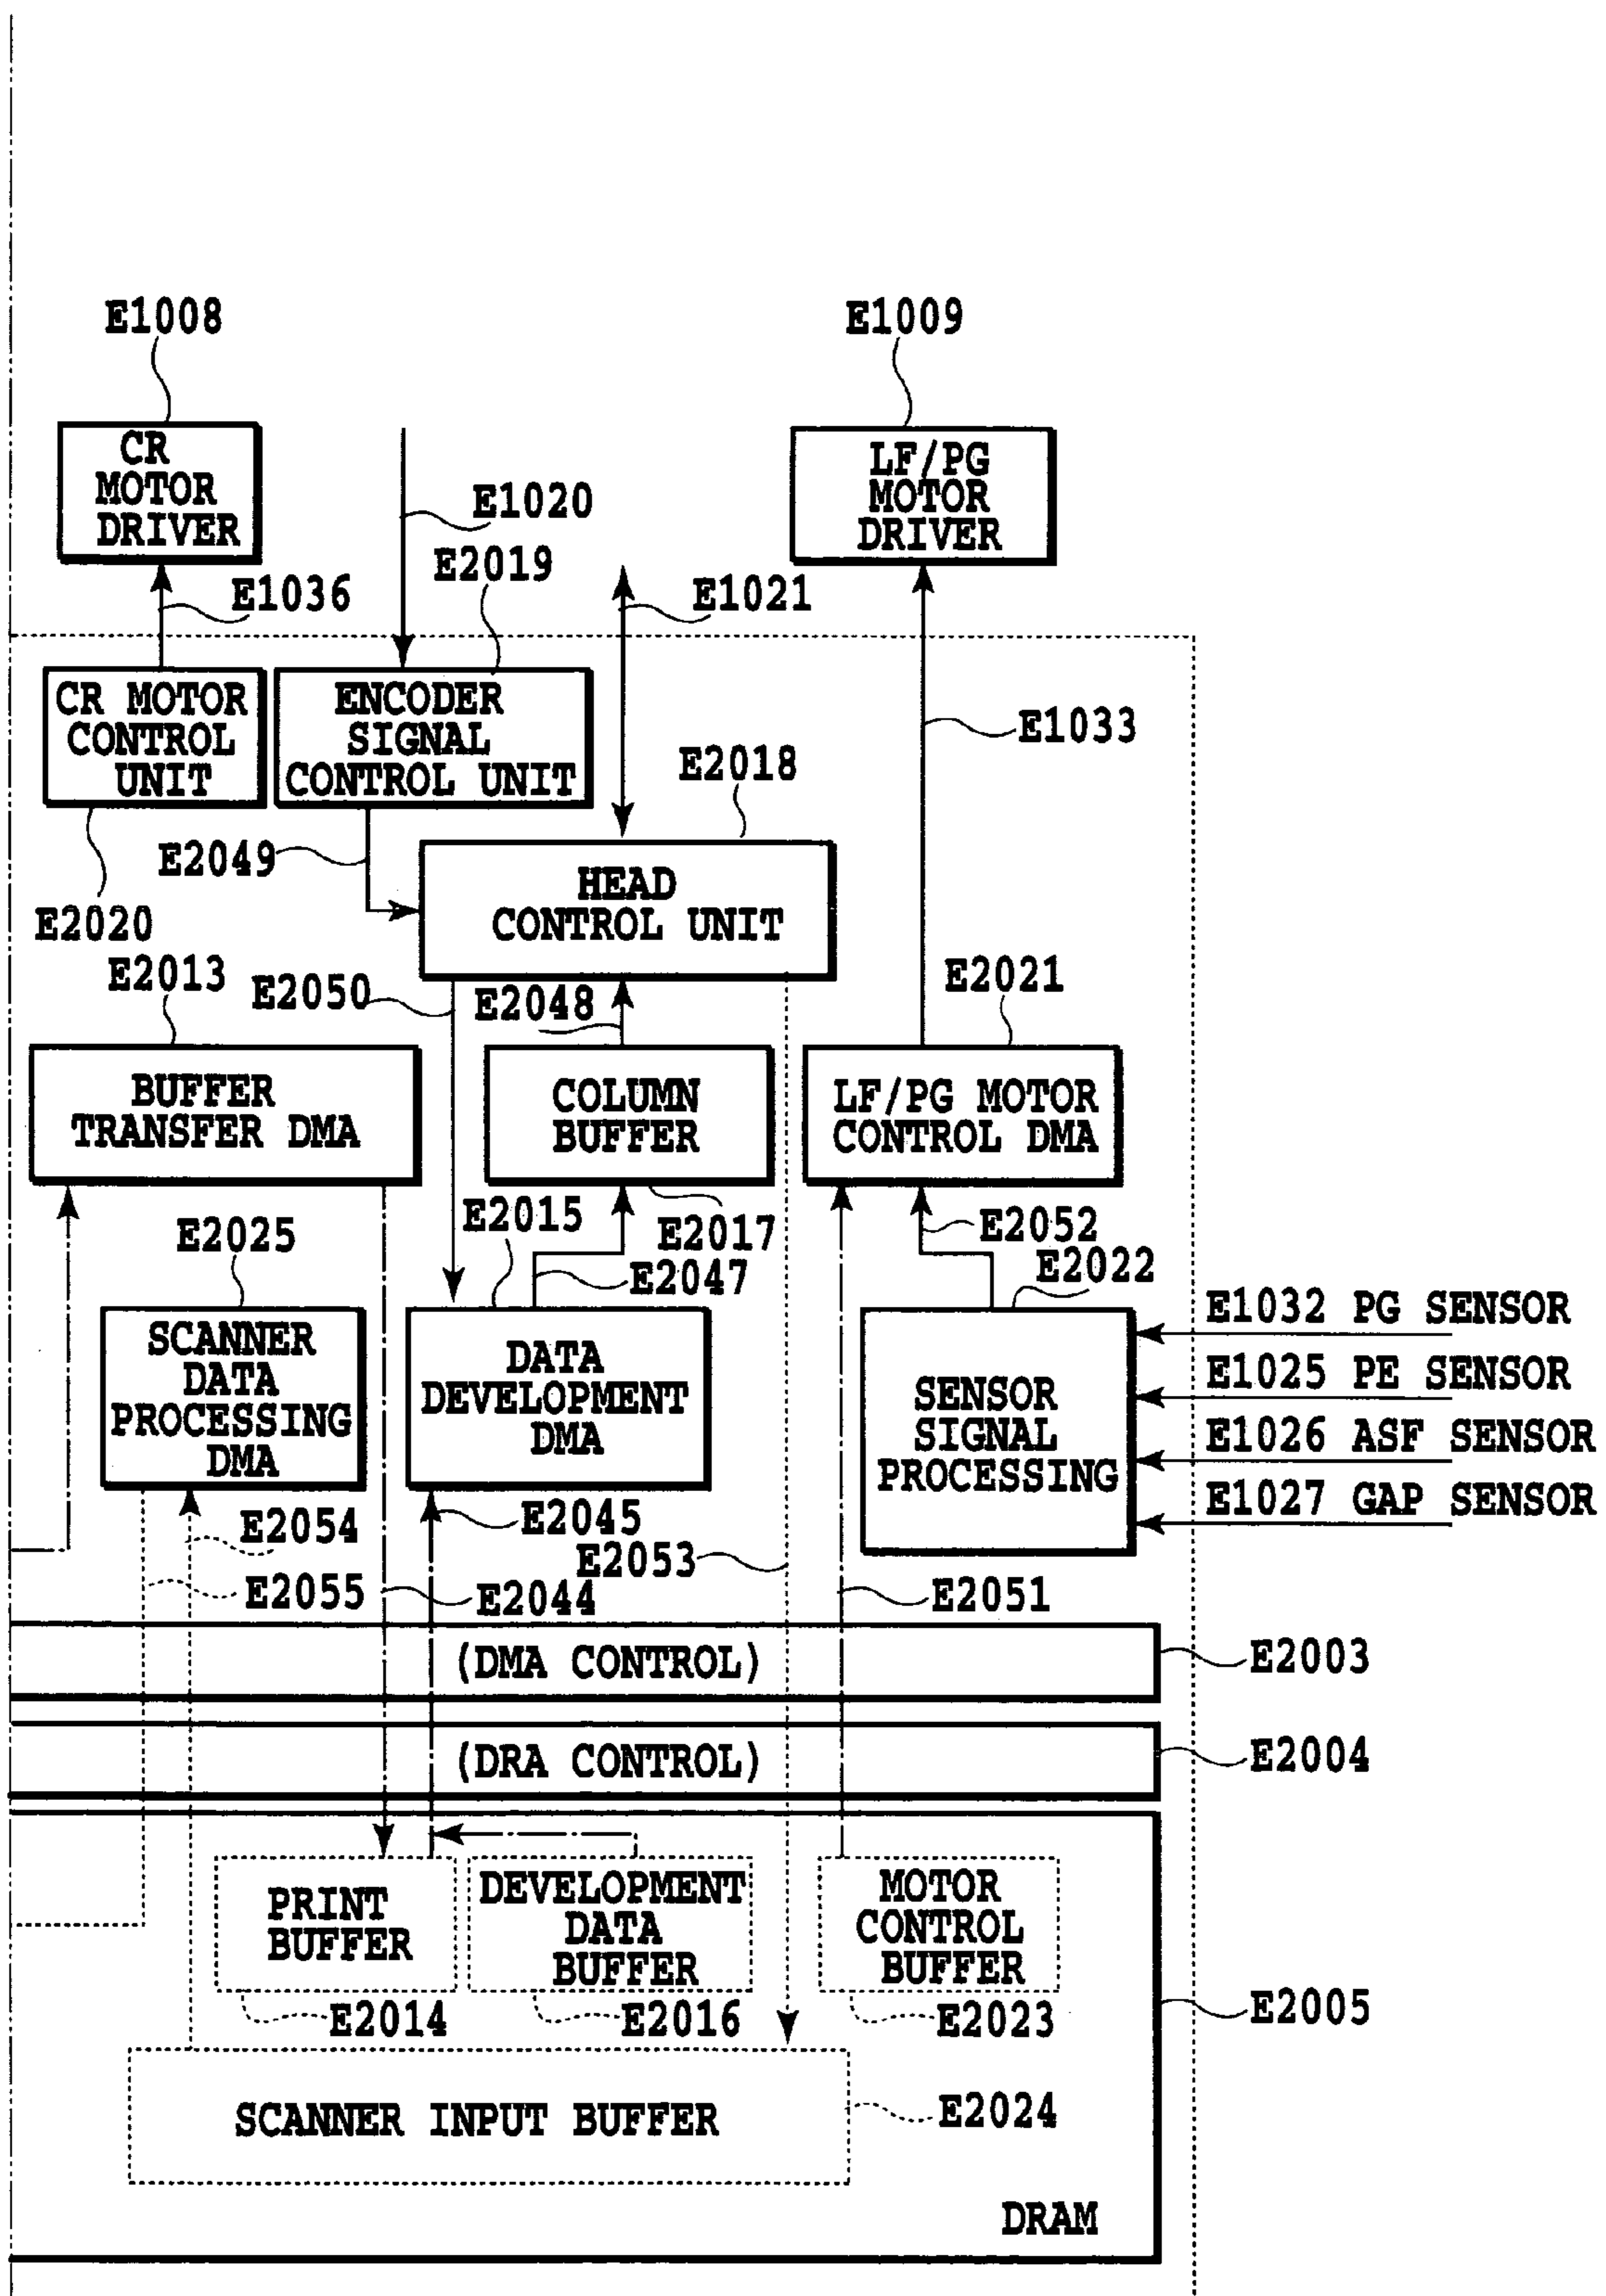 E1008
E1009
CR
MOTOR
DRIVER
LF/PG
MOTOR
DRIVER
E1020
E2019
E1036
E1021
CR MOTOR
CONTROL
UNIT
ENCODER
SIGNAL
CONTROL UNIT
E1033
E2018
E2049
HEAD
CONTROL UNIT
E2020
E2013
E2050
E2048
E2021
BUFFER
TRANSFER DMA
COLUMN
BUFFER
LF/PG MOTOR
CONTROL DMA
E2025
E2015
E2017
E2047
E2052
E2022
SCANNER
DATA
PROCESSING
DMA
DATA
DEVELOPMENT
DMA
SENSOR
SIGNAL
PROCESSING
E1032 PG SENSOR
E1025 PE SENSOR
E1026 ASF SENSOR
E1027 GAP SENSOR
E2054
E2045
E2053
E2055
E2044
E2051
(DMA CONTROL)
E2003
(DRA CONTROL)
E2004
PRINT
BUFFER
DEVELOPMENT
DATA
BUFFER
MOTOR
CONTROL
BUFFER
E2014
E2016
E2023
E2005
SCANNER INPUT BUFFER
E2024
DRAM